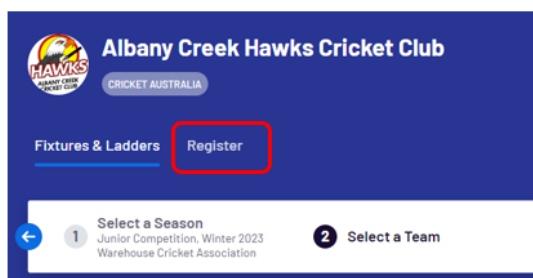 Albany Creek Hawks Cricket Club
HAWKS
ALBANY CREEK
CRICKET CLUB
CRICKET AUSTRALIA
Fixtures & Ladders Register
1 Select a Season
Junior Competition, Winter 2023
Warehouse Cricket Association
2 Select a Team